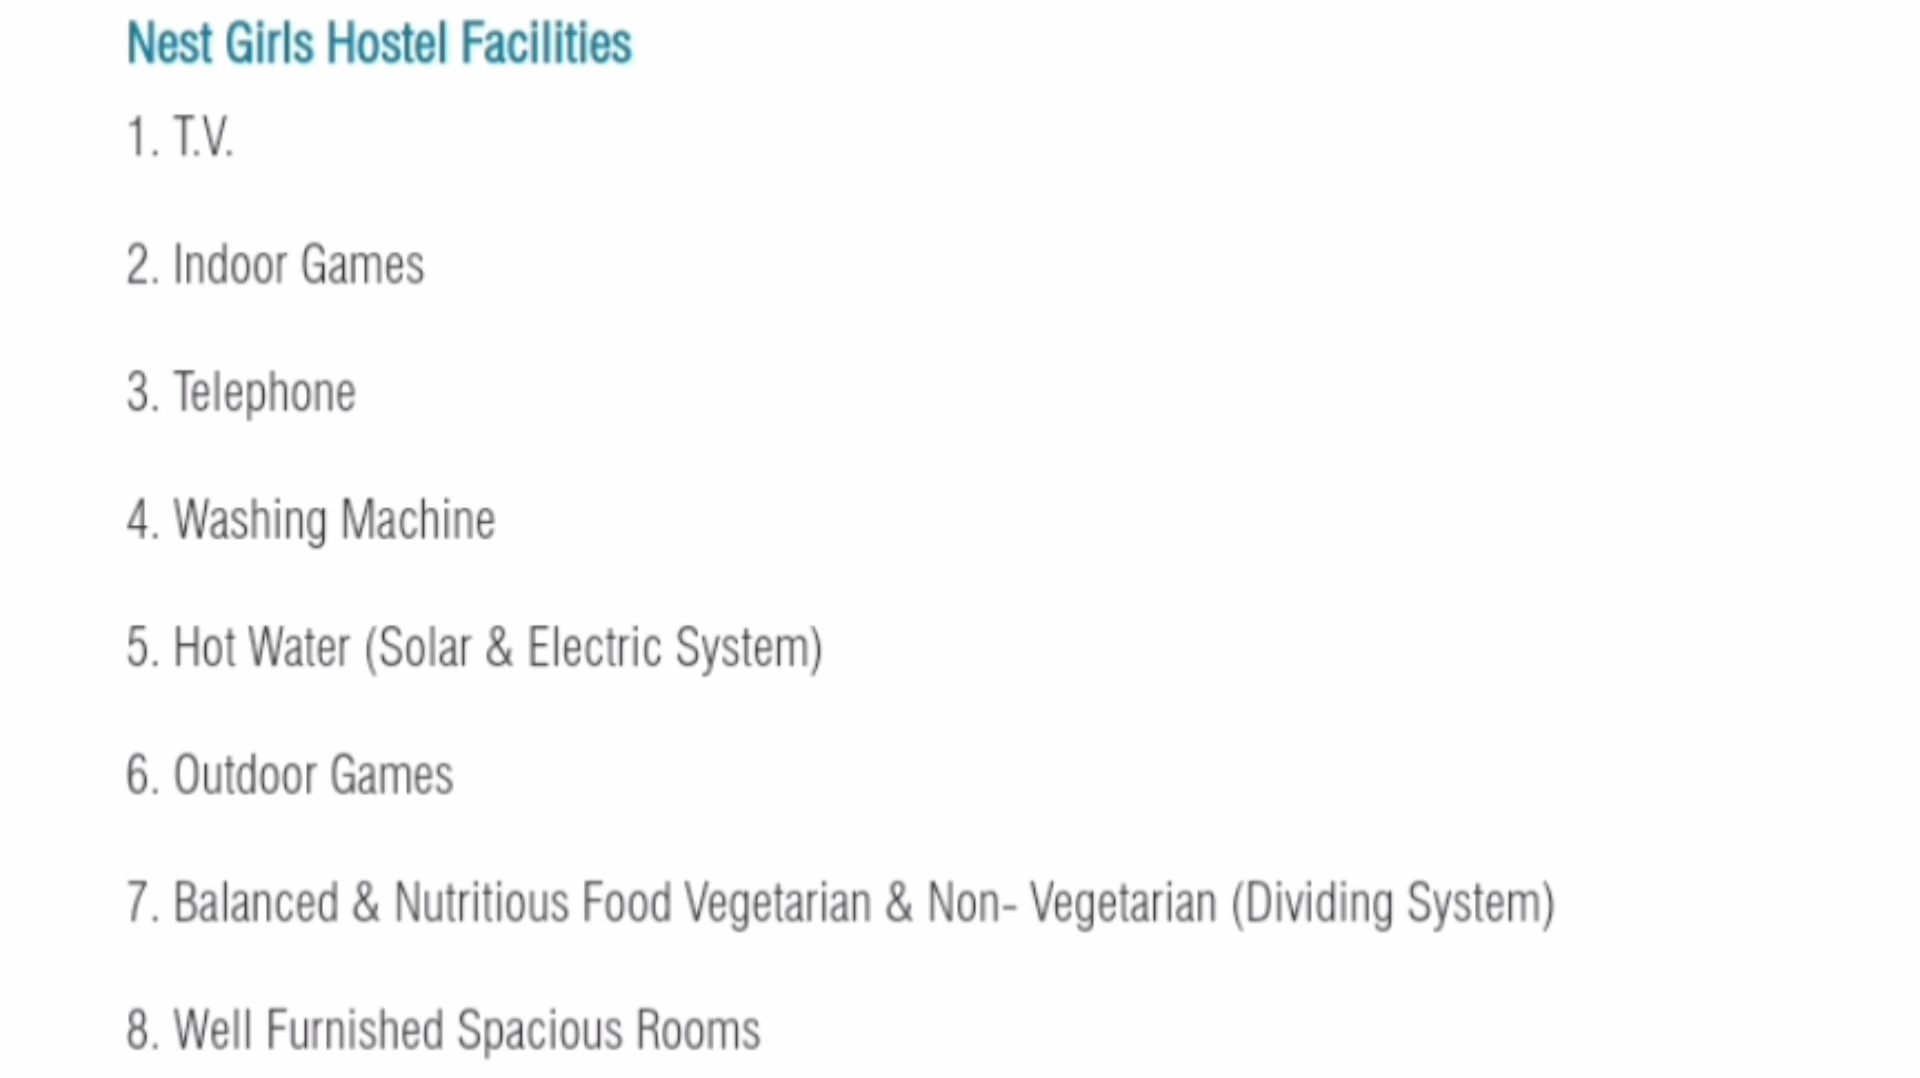 Nest Girls Hostel Facilities
1. T.V.
2. Indoor Games
3. Telephone
4. Washing Machine
5. Hot Water (Solar & Electric System)
6. Outdoor Games
7. Balanced & Nutritious Food Vegetarian & Non- Vegetarian (Dividing System)
8. Well Furnished Spacious Rooms